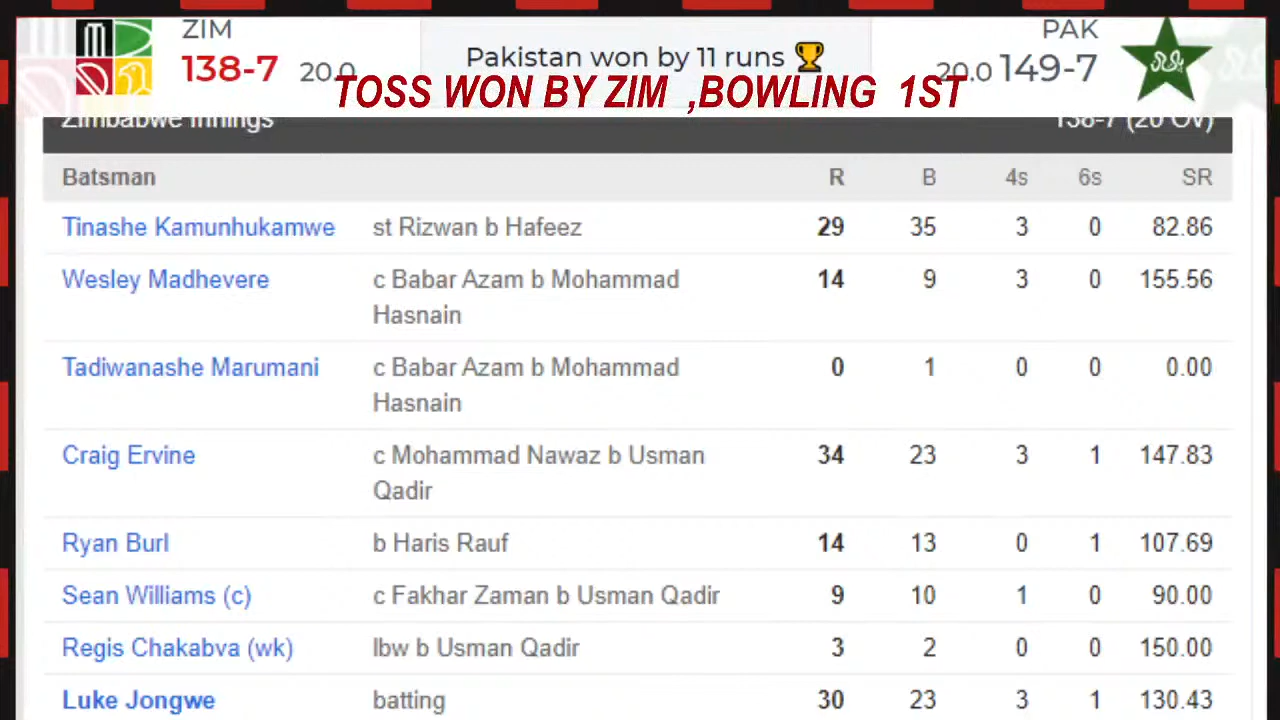 ZIM
138-7 20.0
Pakistan won by 11 runs 🏆
PAK
20.0 149-7
TOSS WON BY ZIM ,BOWLING 1ST
Zimbabwe Innings 138-7 (20 Ov)
Batsman R B 4s 6s SR
Tinashe Kamunhukamwe st Rizwan b Hafeez 29 35 3 0 82.86
Wesley Madhevere c Babar Azam b Mohammad 14 9 3 0 155.56
Hasnain
Tadiwanashe Marumani c Babar Azam b Mohammad 0 1 0 0 0.00
Hasnain
Craig Ervine c Mohammad Nawaz b Usman 34 23 3 1 147.83
Qadir
Ryan Burl b Haris Rauf 14 13 0 1 107.69
Sean Williams (c) c Fakhar Zaman b Usman Qadir 9 10 1 0 90.00
Regis Chakabva (wk) lbw b Usman Qadir 3 2 0 0 150.00
Luke Jongwe batting 30 23 3 1 130.43